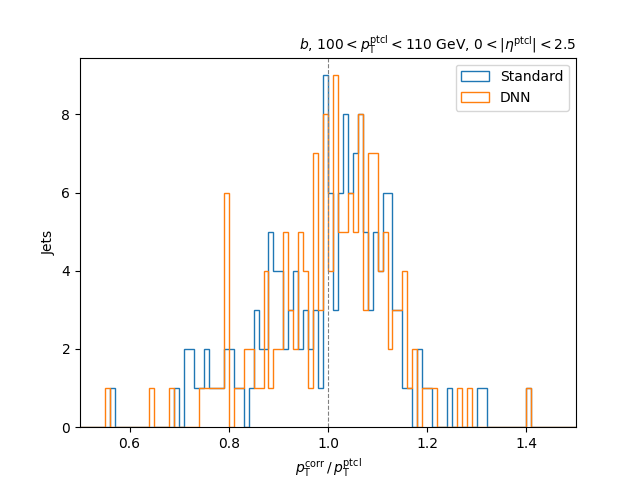 b, 100 < p_T^ptcl < 110 GeV, 0 < |η^ptcl| < 2.5
Standard
DNN
8
6
4
2
0
Jets
0.6 0.8 1.0 1.2 1.4
p_T^corr / p_T^ptcl